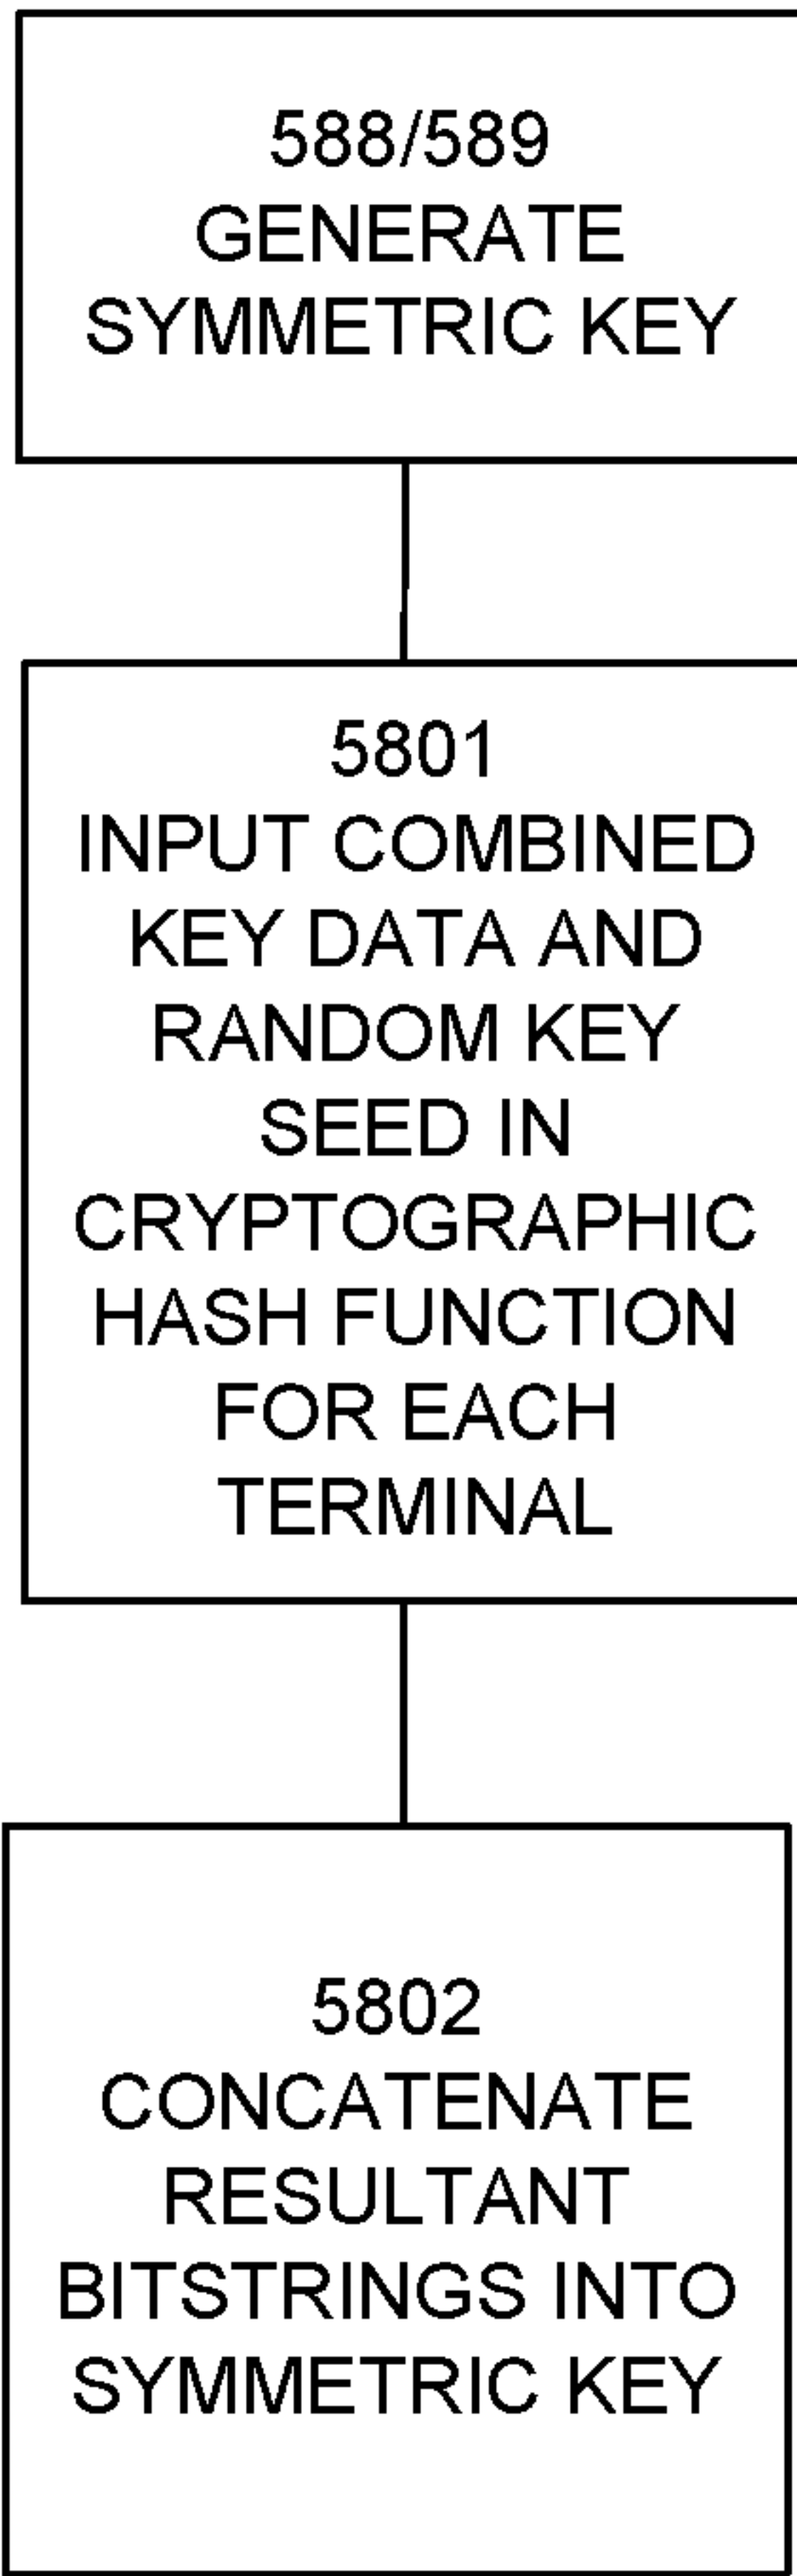 588/589
GENERATE
SYMMETRIC KEY
5801
INPUT COMBINED
KEY DATA AND
RANDOM KEY
SEED IN
CRYPTOGRAPHIC
HASH FUNCTION
FOR EACH
TERMINAL
5802
CONCATENATE
RESULTANT
BITSTRINGS INTO
SYMMETRIC KEY